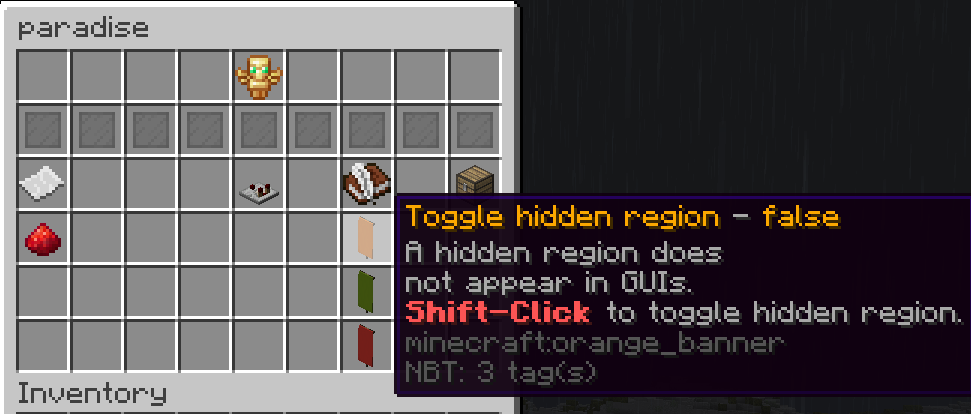 paradise
Toggle hidden region - false
A hidden region does
not appear in GUIs.
Shift-Click to toggle hidden region.
minecraft:orange_banner
NBT: 3 tag(s)
Inventory